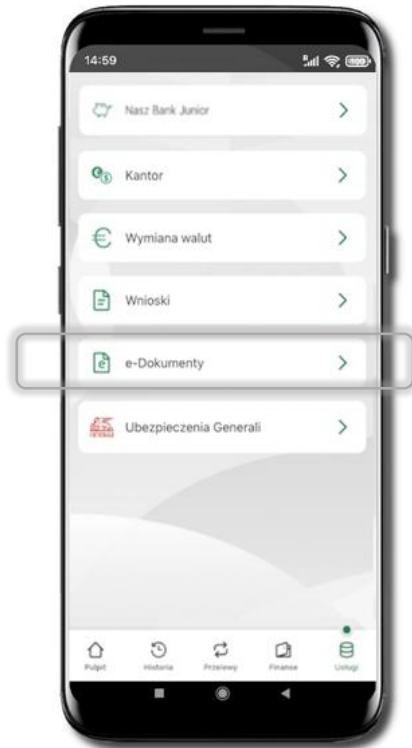 14:59
Nasz Bank Junior
Kantor
Wymiana walut
Wnioski
e-Dokumenty
Ubezpieczenia Generali
Pulpit Historia Przelewy Finanse Usługi